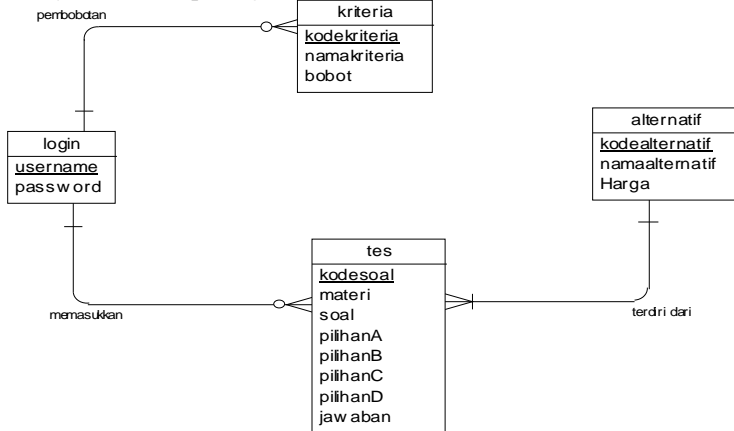 pembobotan
kriteria
kodekriteria
namakriteria
bobot
login
username
password
alternatif
kodealternatif
namaalternatif
Harga
tes
kodesoal
materi
soal
pilihanA
pilihanB
pilihanC
pilihanD
jawaban
memasukkan
terdiri dari